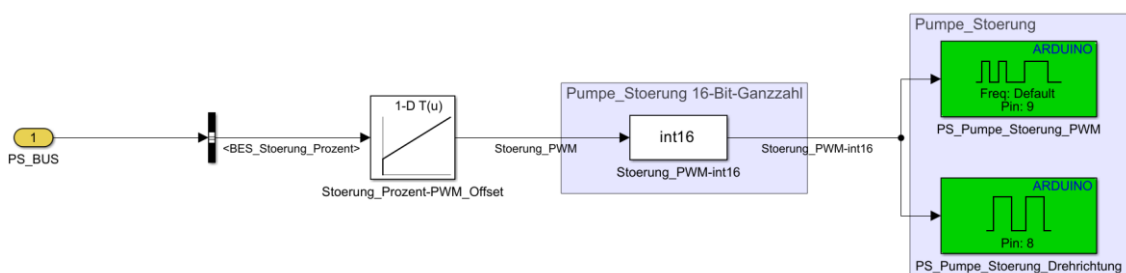 Pumpe_Stoerung
ARDUINO
Freq: Default
Pin: 9
PS_Pumpe_Stoerung_PWM
1-D T(u)
Pumpe_Stoerung 16-Bit-Ganzzahl
1
PS_BUS
<BES_Stoerung_Prozent>
Stoerung_Prozent-PWM_Offset
Stoerung_PWM
int16
Stoerung_PWM-int16
Stoerung_PWM-int16
ARDUINO
Pin: 8
PS_Pumpe_Stoerung_Drehrichtung